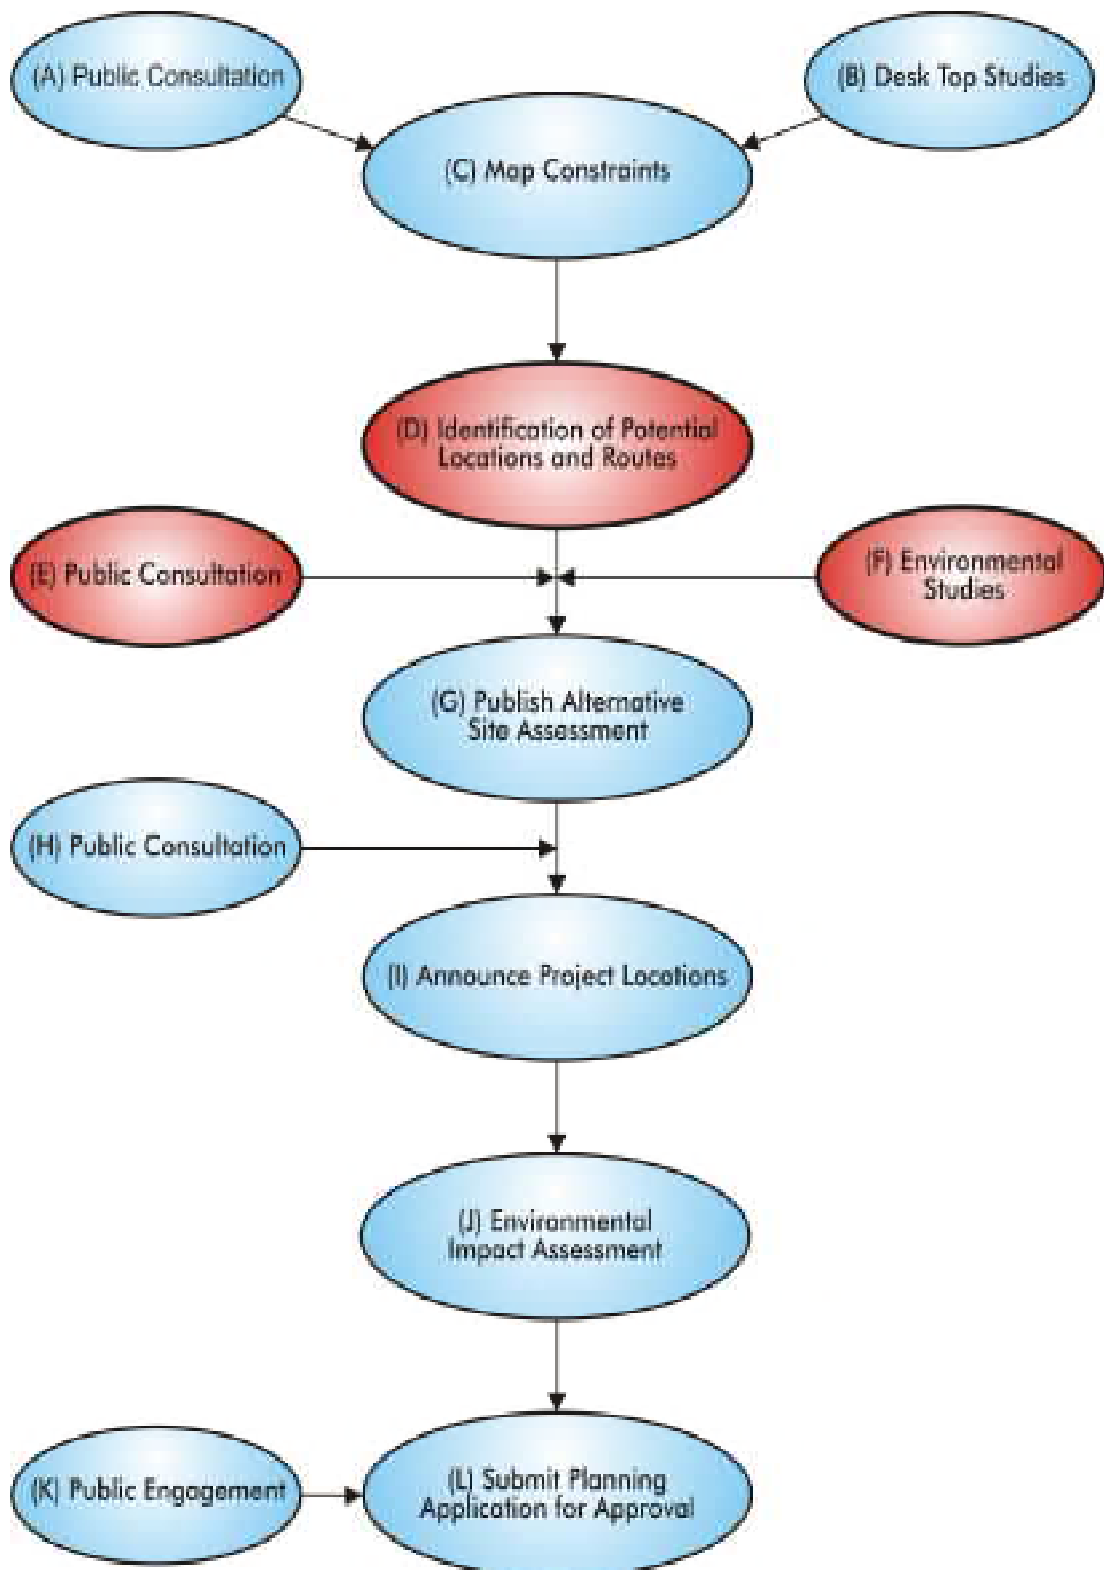 (A) Public Consultation
(B) Desk Top Studies
(C) Map Constraints
(D) Identification of Potential
Locations and Routes
(E) Public Consultation
(F) Environmental
Studies
(G) Publish Alternative
Site Assessment
(H) Public Consultation
(I) Announce Project Locations
(J) Environmental
Impact Assessment
(K) Public Engagement
(L) Submit Planning
Application for Approval